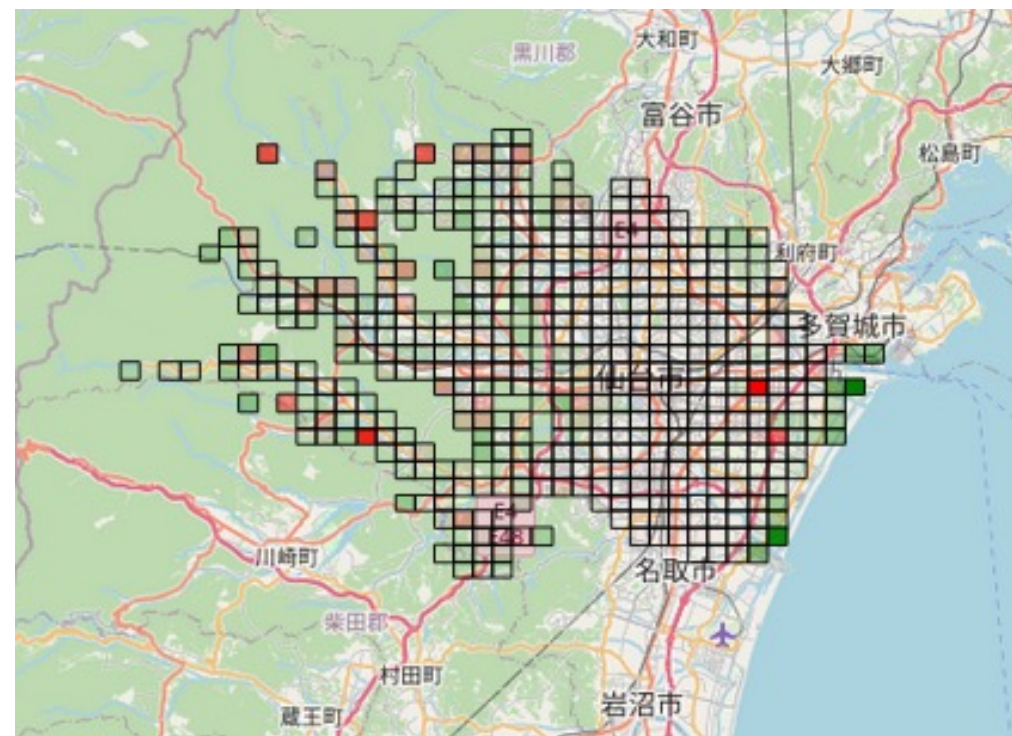 大和町
黒川郡
大郷町
富谷市
松島町
E4
利府町
多賀城市
仙台市
E4
E48
川崎町
名取市
柴田郡
村田町
岩沼市
蔵王町